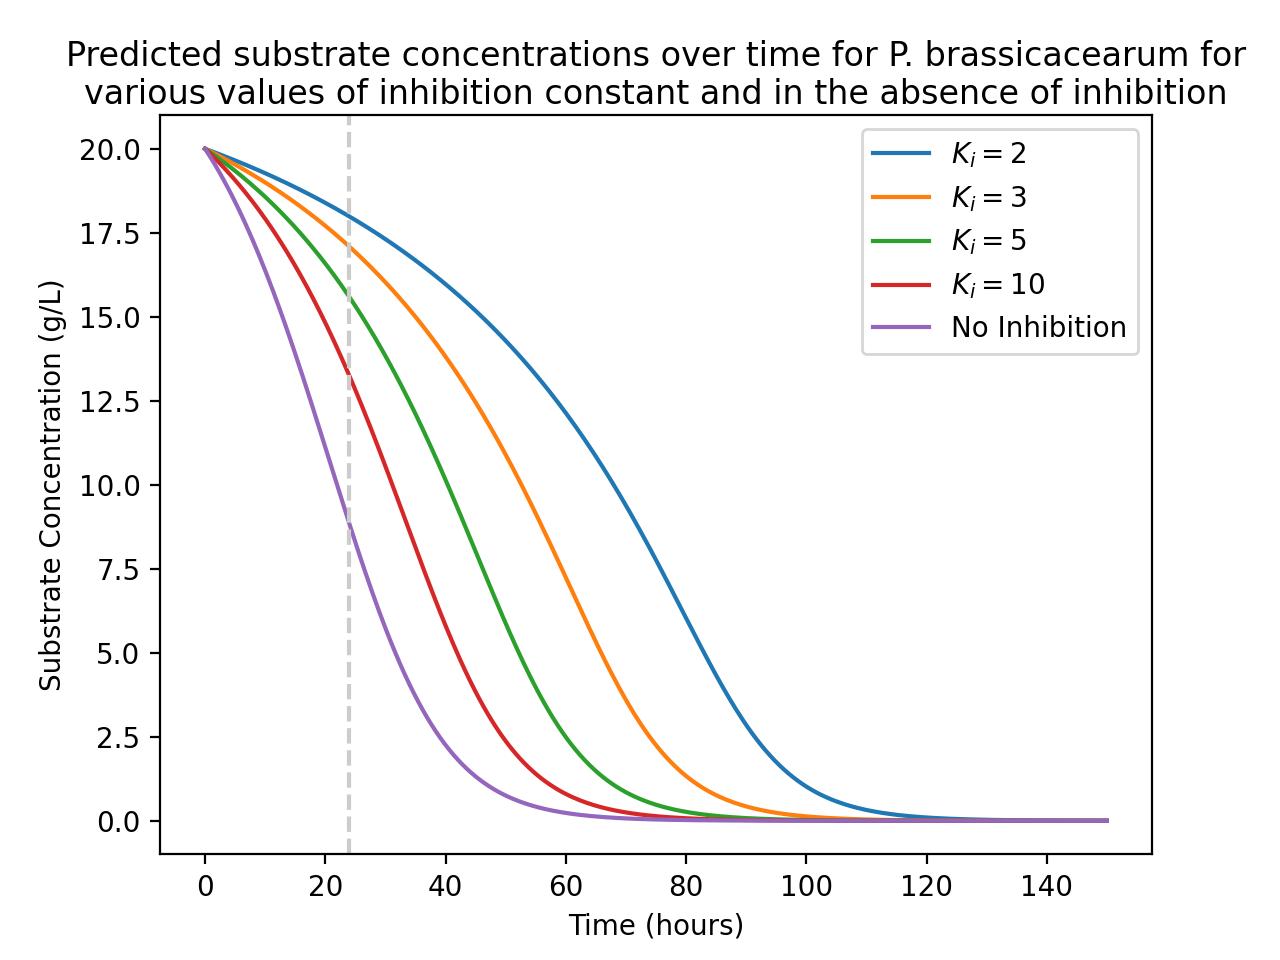 Predicted substrate concentrations over time for P. brassicacearum for
various values of inhibition constant and in the absence of inhibition
20.0
17.5
15.0
12.5
10.0
7.5
5.0
2.5
0.0
Substrate Concentration (g/L)
K_i = 2
K_i = 3
K_i = 5
K_i = 10
No Inhibition
0 20 40 60 80 100 120 140
Time (hours)